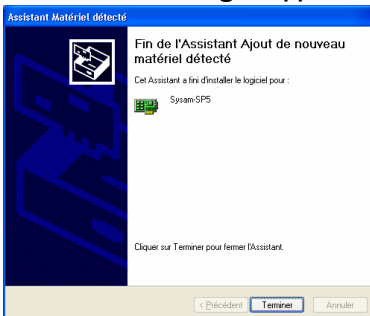 Assistant Matériel détecté
Fin de l'Assistant Ajout de nouveau
matériel détecté
Cet Assistant a fini d'installer le logiciel pour :
Sysam-SP5
Cliquer sur Terminer pour fermer l'Assistant.
< Précédent
Terminer
Annuler